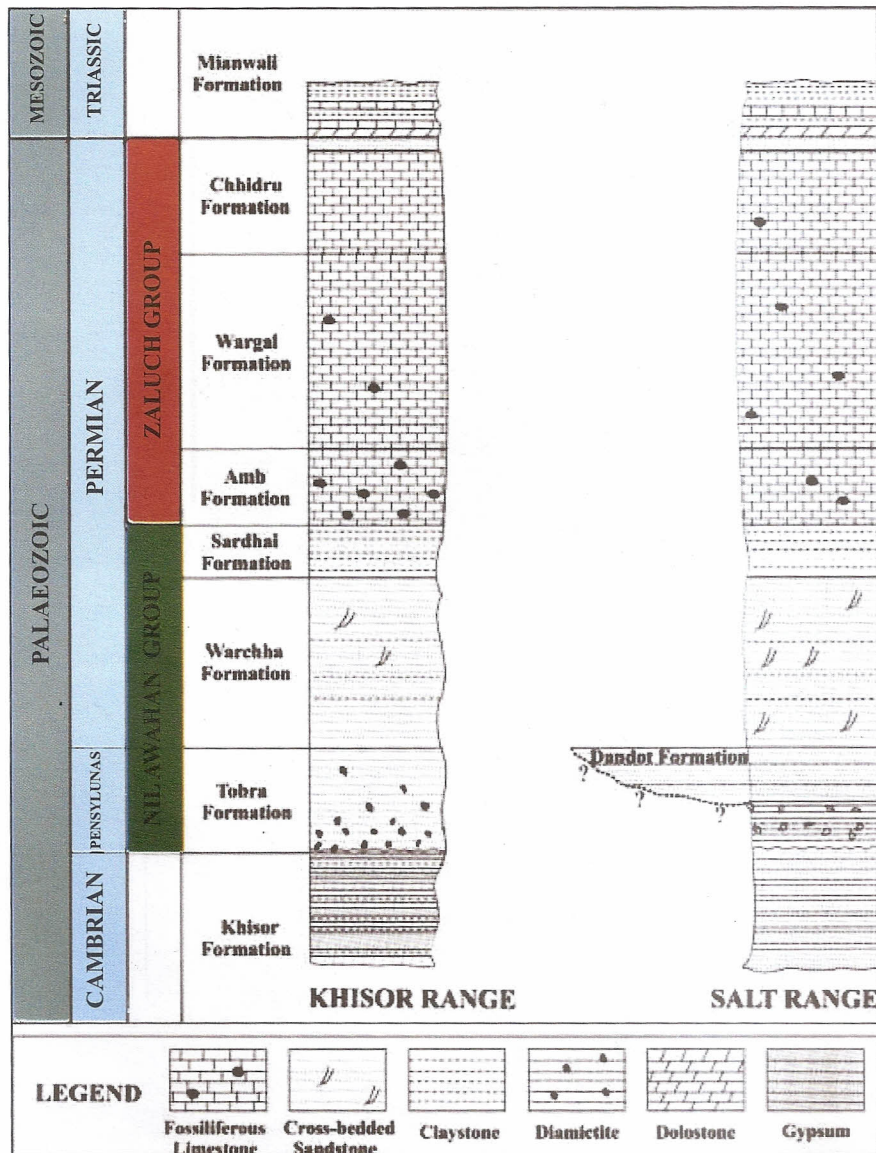 MESOZOIC
TRIASSIC
Mianwali
Formation
PALAEOZOIC
PERMIAN
ZALUCH GROUP
Chhidru
Formation
Wargal
Formation
Amb
Formation
NILAWAHAN GROUP
Sardhai
Formation
Warchha
Formation
PENSYLUNAS
Tobra
Formation
Dandot Formation
?
?
?
CAMBRIAN
Khisor
Formation
KHISOR RANGE
SALT RANGE
LEGEND
Fossiliferous
Limestone
Cross-bedded
Sandstone
Claystone
Diamictite
Dolostone
Gypsum